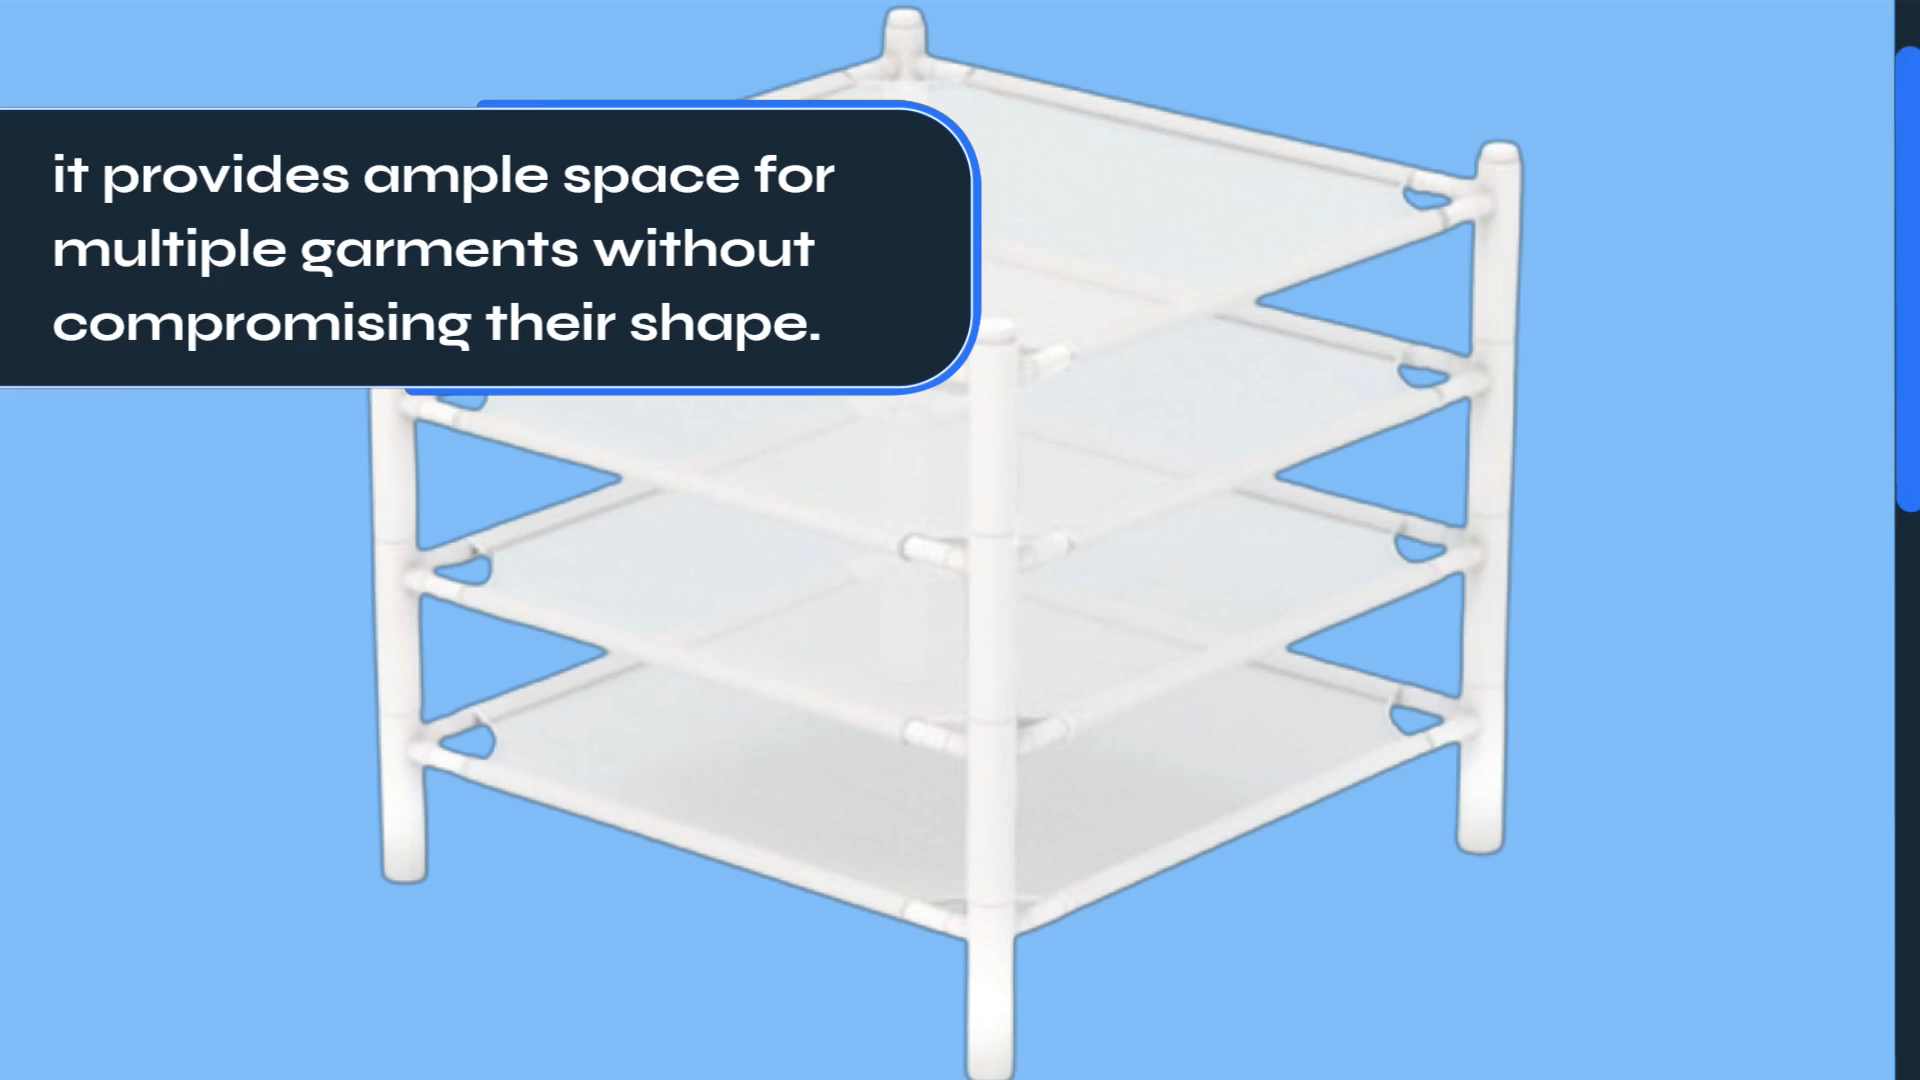 it provides ample space for
multiple garments without
compromising their shape.